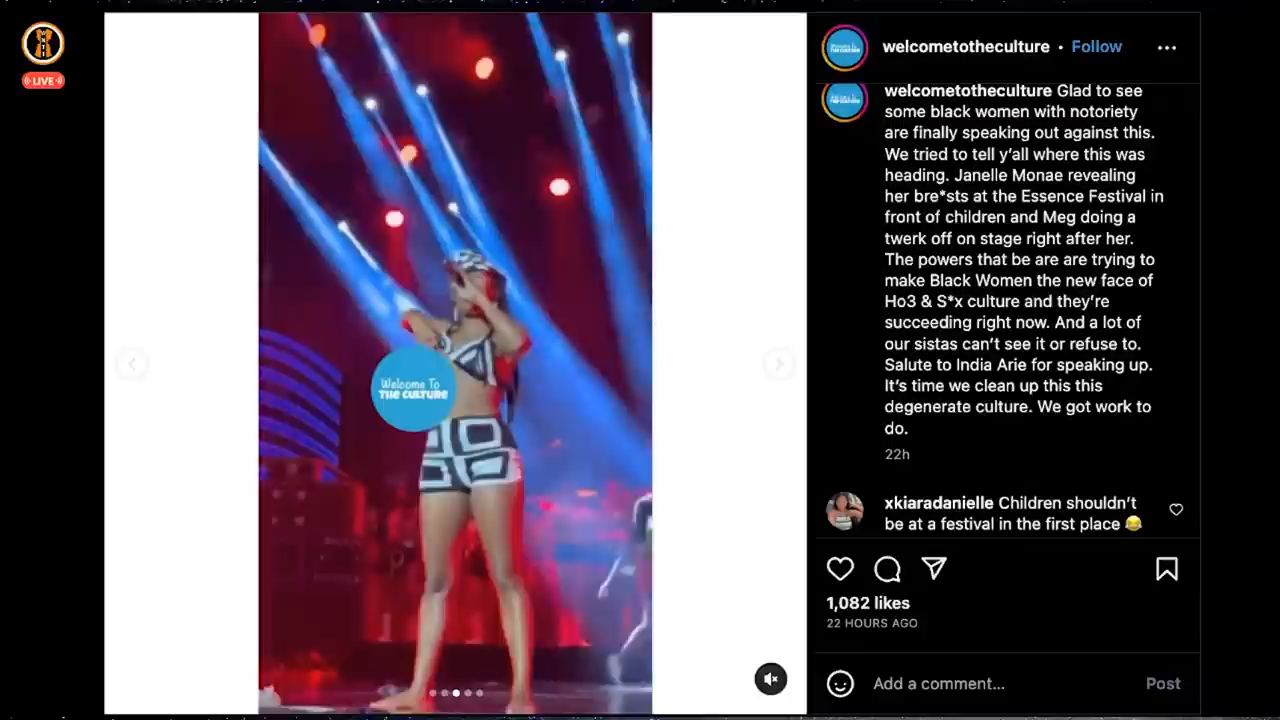 LIVE
Welcome To
THE CULTURE
welcometotheculture • Follow
welcometotheculture Glad to see
some black women with notoriety
are finally speaking out against this.
We tried to tell y'all where this was
heading. Janelle Monae revealing
her bre*sts at the Essence Festival in
front of children and Meg doing a
twerk off on stage right after her.
The powers that be are are trying to
make Black Women the new face of
Ho3 & S*x culture and they're
succeeding right now. And a lot of
our sistas can't see it or refuse to.
Salute to India Arie for speaking up.
It's time we clean up this this
degenerate culture. We got work to
do.
22h
xkiaradanielle Children shouldn't
be at a festival in the first place 😂
1,082 likes
22 HOURS AGO
Add a comment... Post